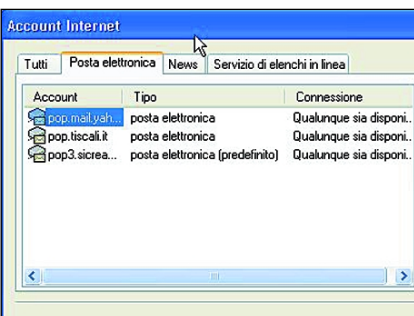 Account Internet
Tutti Posta elettronica News Servizio di elenchi in linea
Account Tipo Connessione
pop.mail.yah... posta elettronica Qualunque sia disponi...
pop.tiscali.it posta elettronica Qualunque sia disponi...
pop3.sicrea... posta elettronica (predefinito) Qualunque sia disponi...